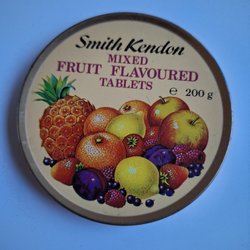 Smith Kendon
MIXED
FRUIT FLAVOURED
TABLETS
℮ 200 g